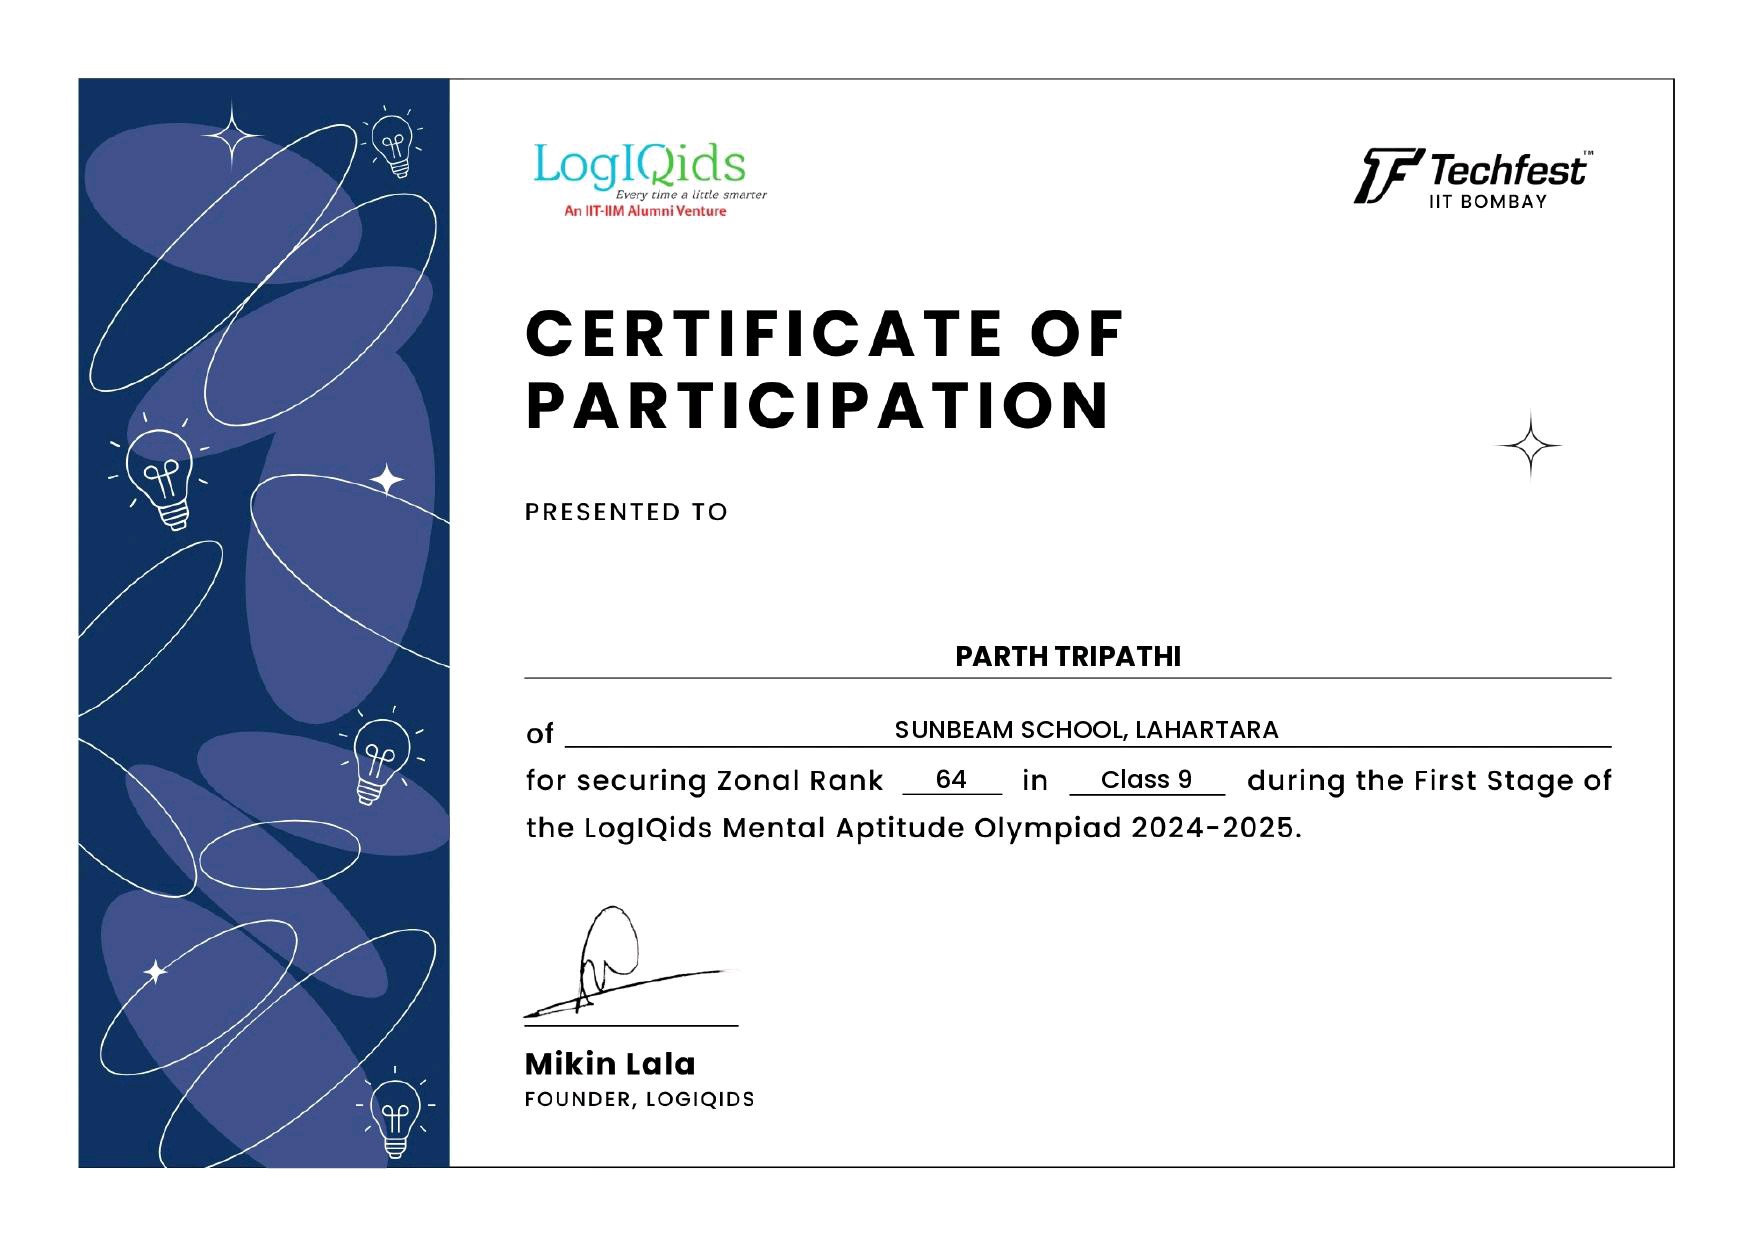 LogIQids
Every time a little smarter
An IIT-IIM Alumni Venture
TF Techfest™
IIT BOMBAY
CERTIFICATE OF
PARTICIPATION
PRESENTED TO
PARTH TRIPATHI
of SUNBEAM SCHOOL, LAHARTARA
for securing Zonal Rank 64 in Class 9 during the First Stage of
the LogIQids Mental Aptitude Olympiad 2024-2025.
Mikin Lala
FOUNDER, LOGIQIDS